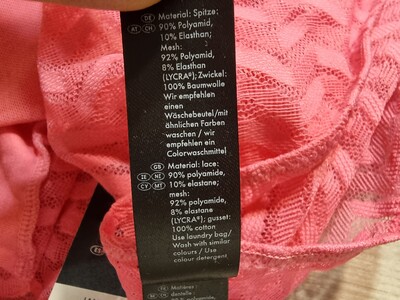 DE Material: Spitze:
AT CH 90% Polyamid,
10% Elasthan;
Mesh:
92% Polyamid,
8% Elasthan
(LYCRA®); Zwickel:
100% Baumwolle
Wir empfehlen
einen
Wäschebeutel/mit
ähnlichen Farben
waschen / wir
empfehlen ein
Colorwaschmittel
GB Material: lace:
IE 90% polyamide,
CY MT 10% elastane;
mesh:
92% polyamide,
8% elastane
(LYCRA®); gusset:
100% cotton
Use laundry bag/
Wash with similar
colours / Use
colour detergent
ES